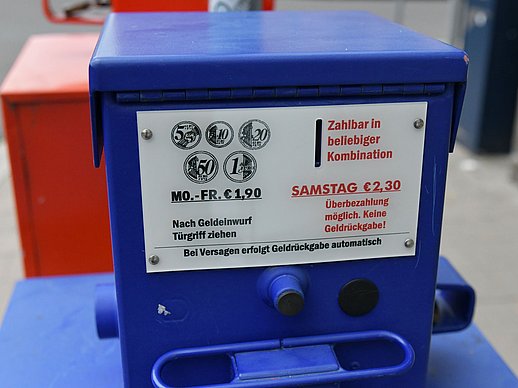 5 10 20
50 1
Zahlbar in
beliebiger
Kombination
MO.-FR. € 1,90
SAMSTAG € 2,30
Nach Geldeinwurf
Türgriff ziehen
Überbezahlung
möglich. Keine
Geldrückgabe!
Bei Versagen erfolgt Geldrückgabe automatisch